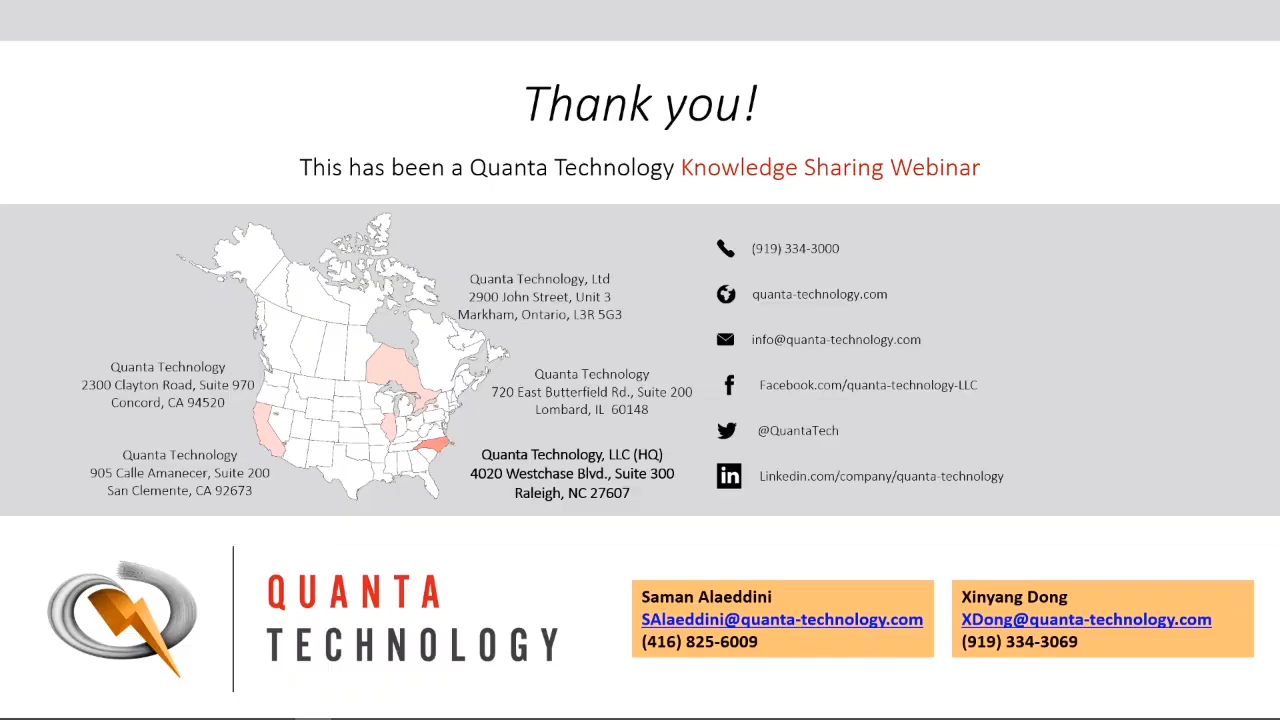 Thank you!
This has been a Quanta Technology Knowledge Sharing Webinar
Quanta Technology, Ltd
2900 John Street, Unit 3
Markham, Ontario, L3R 5G3
Quanta Technology
2300 Clayton Road, Suite 970
Concord, CA 94520
Quanta Technology
720 East Butterfield Rd., Suite 200
Lombard, IL 60148
Quanta Technology
905 Calle Amanecer, Suite 200
San Clemente, CA 92673
Quanta Technology, LLC (HQ)
4020 Westchase Blvd., Suite 300
Raleigh, NC 27607
(919) 334-3000
quanta-technology.com
info@quanta-technology.com
Facebook.com/quanta-technology-LLC
@QuantaTech
in
Linkedin.com/company/quanta-technology
QUANTA
TECHNOLOGY
Saman Alaeddini
SAlaeddini@quanta-technology.com
(416) 825-6009
Xinyang Dong
XDong@quanta-technology.com
(919) 334-3069